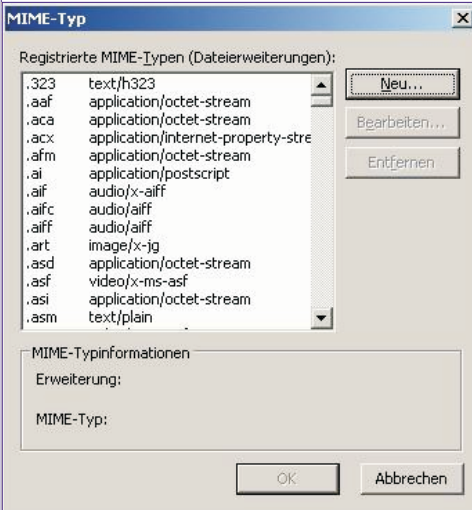 MIME-Typ
Registrierte MIME-Typen (Dateierweiterungen):
.323 text/h323
.aaf application/octet-stream
.aca application/octet-stream
.acx application/internet-property-stre
.afm application/octet-stream
.ai application/postscript
.aif audio/x-aiff
.aifc audio/aiff
.aiff audio/aiff
.art image/x-jg
.asd application/octet-stream
.asf video/x-ms-asf
.asi application/octet-stream
.asm text/plain
Neu...
Bearbeiten...
Entfernen
MIME-Typinformationen
Erweiterung:
MIME-Typ:
OK
Abbrechen